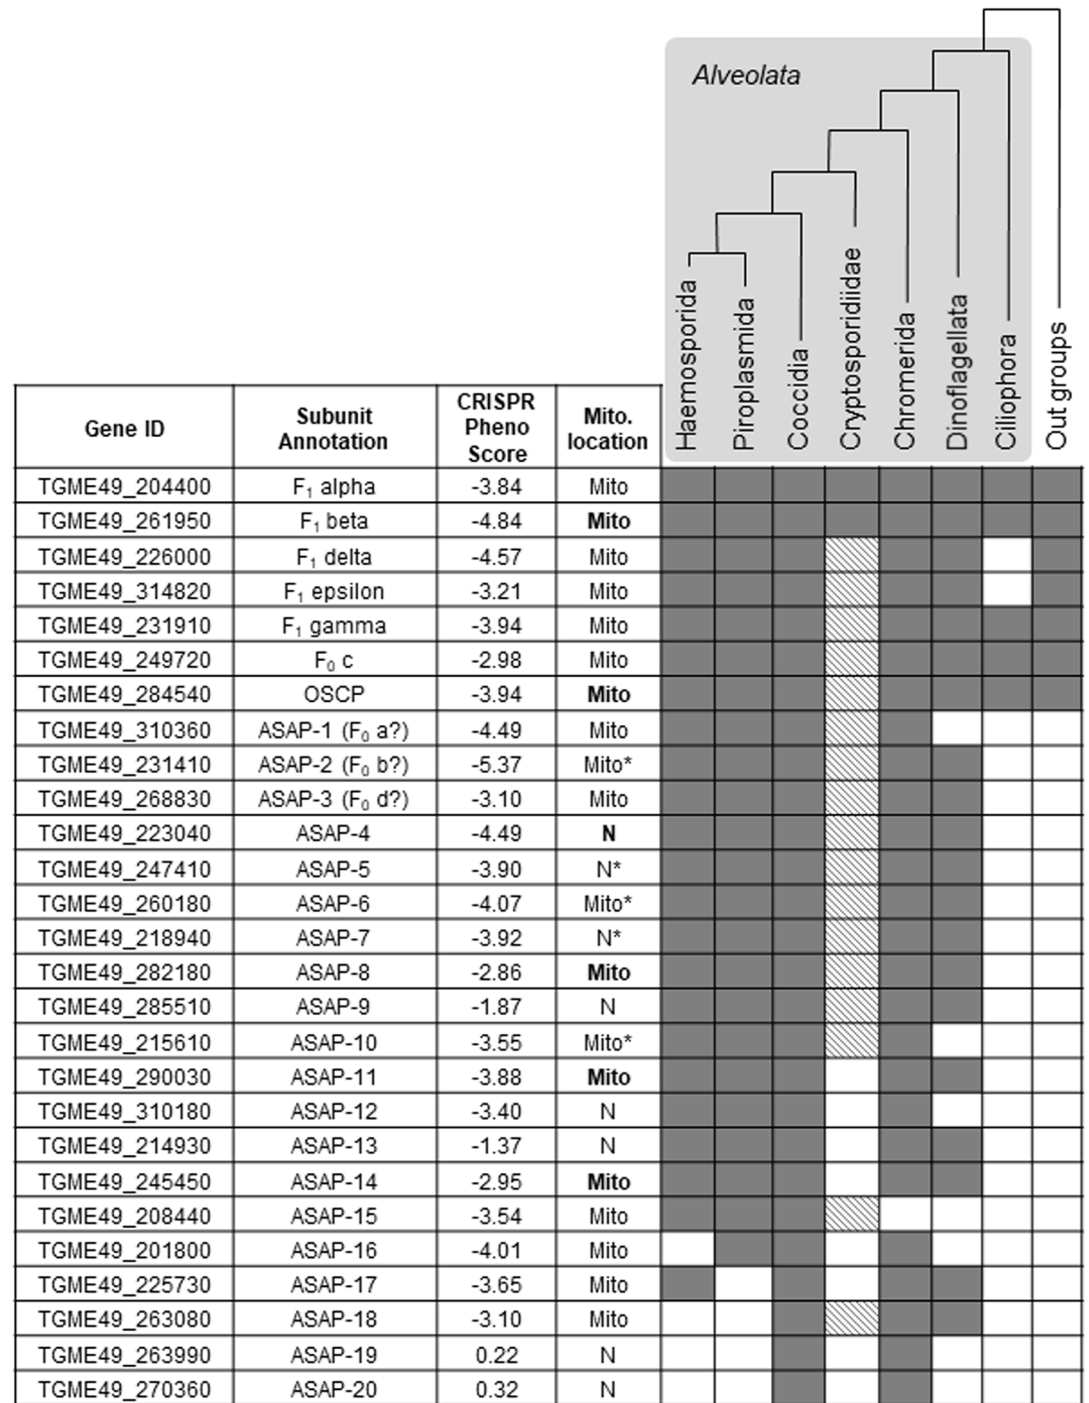 Alveolata
Haemosporida
Piroplasmida
Coccidia
Cryptosporidiidae
Chromerida
Dinoflagellata
Ciliophora
Out groups
Gene ID Subunit Annotation CRISPR Pheno Score Mito. location
TGME49_204400 F₁ alpha -3.84 Mito
TGME49_261950 F₁ beta -4.84 Mito
TGME49_226000 F₁ delta -4.57 Mito
TGME49_314820 F₁ epsilon -3.21 Mito
TGME49_231910 F₁ gamma -3.94 Mito
TGME49_249720 F₀ c -2.98 Mito
TGME49_284540 OSCP -3.94 Mito
TGME49_310360 ASAP-1 (F₀ a?) -4.49 Mito
TGME49_231410 ASAP-2 (F₀ b?) -5.37 Mito*
TGME49_268830 ASAP-3 (F₀ d?) -3.10 Mito
TGME49_223040 ASAP-4 -4.49 N
TGME49_247410 ASAP-5 -3.90 N*
TGME49_260180 ASAP-6 -4.07 Mito*
TGME49_218940 ASAP-7 -3.92 N*
TGME49_282180 ASAP-8 -2.86 Mito
TGME49_285510 ASAP-9 -1.87 N
TGME49_215610 ASAP-10 -3.55 Mito*
TGME49_290030 ASAP-11 -3.88 Mito
TGME49_310180 ASAP-12 -3.40 N
TGME49_214930 ASAP-13 -1.37 N
TGME49_245450 ASAP-14 -2.95 Mito
TGME49_208440 ASAP-15 -3.54 Mito
TGME49_201800 ASAP-16 -4.01 Mito
TGME49_225730 ASAP-17 -3.65 Mito
TGME49_263080 ASAP-18 -3.10 Mito
TGME49_263990 ASAP-19 0.22 N
TGME49_270360 ASAP-20 0.32 N